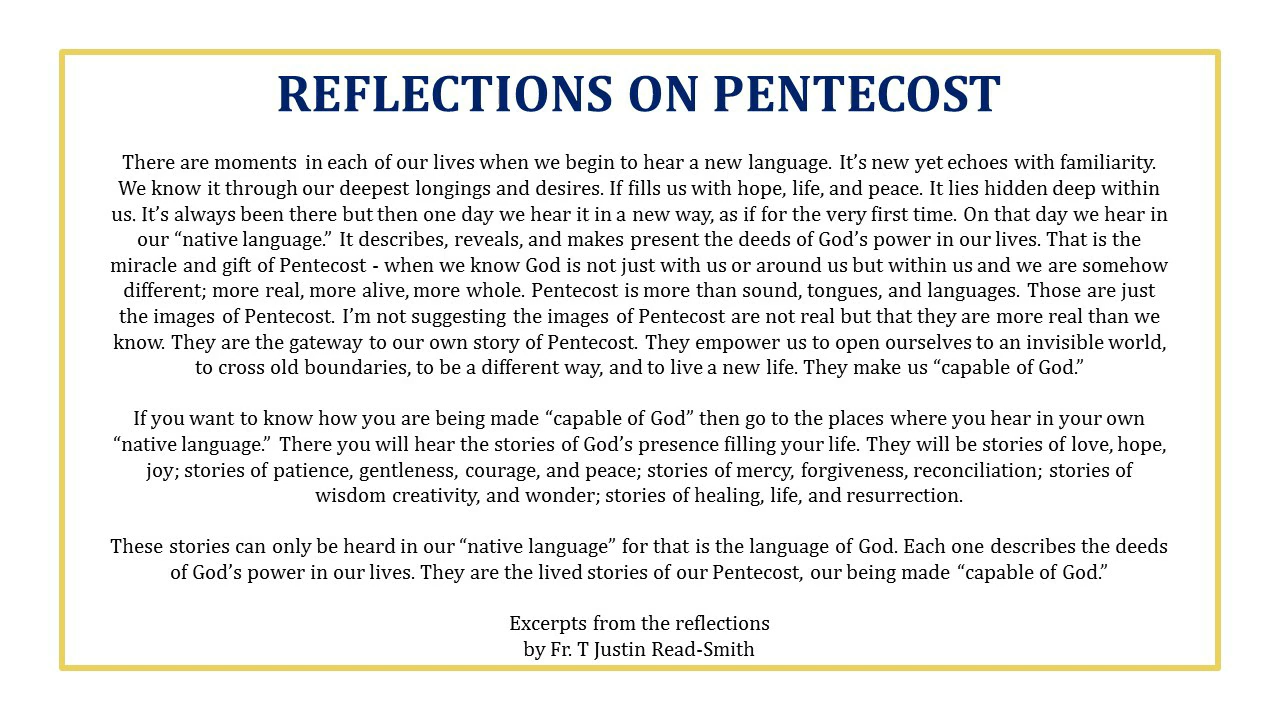 REFLECTIONS ON PENTECOST
There are moments in each of our lives when we begin to hear a new language. It’s new yet echoes with familiarity.
We know it through our deepest longings and desires. If fills us with hope, life, and peace. It lies hidden deep within
us. It’s always been there but then one day we hear it in a new way, as if for the very first time. On that day we hear in
our “native language.” It describes, reveals, and makes present the deeds of God’s power in our lives. That is the
miracle and gift of Pentecost - when we know God is not just with us or around us but within us and we are somehow
different; more real, more alive, more whole. Pentecost is more than sound, tongues, and languages. Those are just
the images of Pentecost. I’m not suggesting the images of Pentecost are not real but that they are more real than we
know. They are the gateway to our own story of Pentecost. They empower us to open ourselves to an invisible world,
to cross old boundaries, to be a different way, and to live a new life. They make us “capable of God.”
If you want to know how you are being made “capable of God” then go to the places where you hear in your own
“native language.” There you will hear the stories of God’s presence filling your life. They will be stories of love, hope,
joy; stories of patience, gentleness, courage, and peace; stories of mercy, forgiveness, reconciliation; stories of
wisdom creativity, and wonder; stories of healing, life, and resurrection.
These stories can only be heard in our “native language” for that is the language of God. Each one describes the deeds
of God’s power in our lives. They are the lived stories of our Pentecost, our being made “capable of God.”
Excerpts from the reflections
by Fr. T Justin Read-Smith